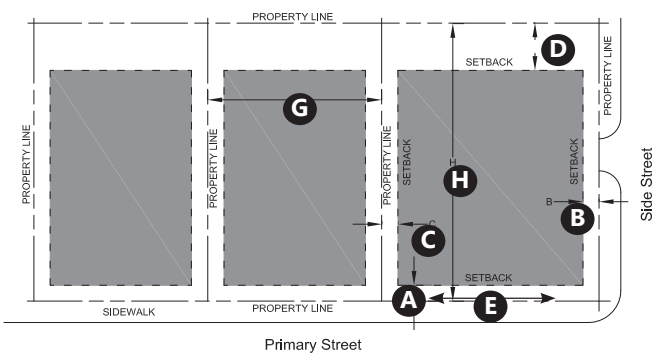 PROPERTY LINE
PROPERTY LINE
D
SETBACK
G
PROPERTY LINE
PROPERTY LINE
PROPERTY LINE
SETBACK
H
H
SETBACK
B
B
Side Street
C
C
SETBACK
A
E
SIDEWALK
PROPERTY LINE
Primary Street